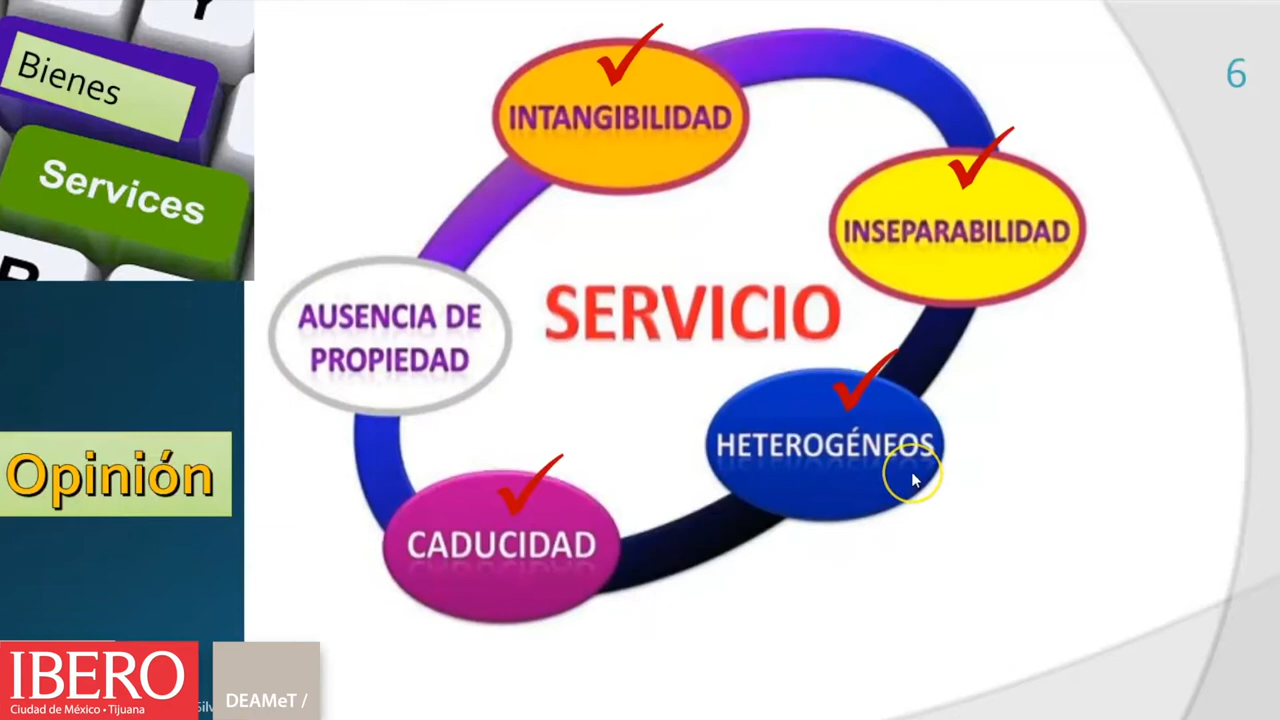 Y
Bienes
Services
R
Opinión
IBERO
Ciudad de México • Tijuana
DEAMeT /
6
INTANGIBILIDAD
INSEPARABILIDAD
SERVICIO
AUSENCIA DE
PROPIEDAD
HETEROGÉNEOS
CADUCIDAD